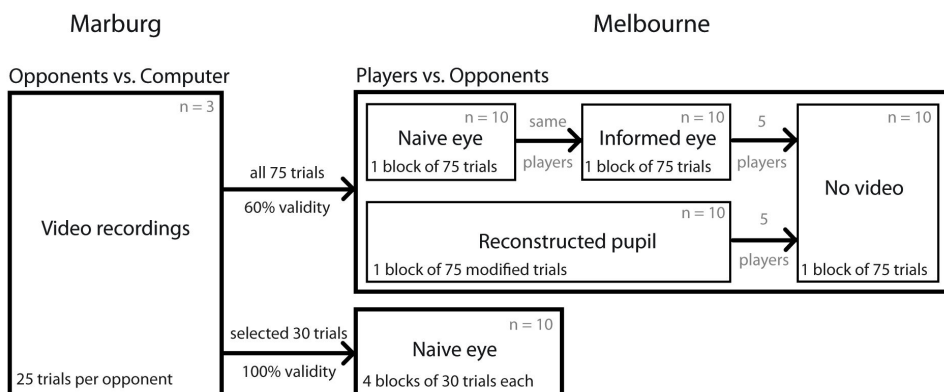 Marburg
Melbourne
Opponents vs. Computer
Players vs. Opponents
n = 3
Video recordings
25 trials per opponent
all 75 trials
60% validity
selected 30 trials
100% validity
n = 10
Naive eye
1 block of 75 trials
same
players
n = 10
Informed eye
1 block of 75 trials
5
players
n = 10
No video
1 block of 75 trials
n = 10
Reconstructed pupil
1 block of 75 modified trials
5
players
n = 10
Naive eye
4 blocks of 30 trials each